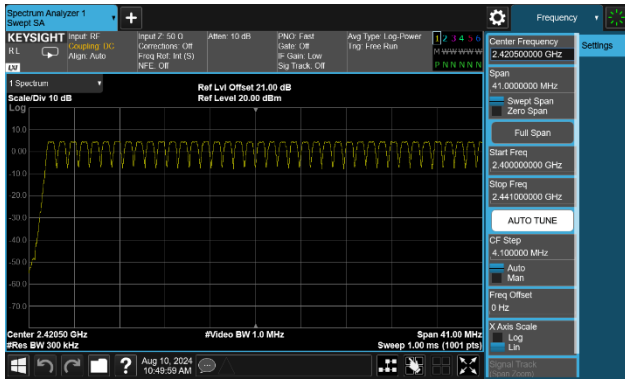 Spectrum Analyzer 1
Swept SA
+
Frequency
KEYSIGHT
RL
LXI
Input: RF
Coupling: DC
Align: Auto
Input Z: 50 Ω
Corrections: Off
Freq Ref: Int (S)
NFE: Off
Atten: 10 dB
PNO: Fast
Gate: Off
IF Gain: Low
Sig Track: Off
Avg Type: Log-Power
Trig: Free Run
1 2 3 4 5 6
M W W W W W
P N N N N N
Center Frequency
2.420500000 GHz
Settings
Span
41.0000000 MHz
Swept Span
Zero Span
Full Span
Start Freq
2.400000000 GHz
Stop Freq
2.441000000 GHz
AUTO TUNE
CF Step
4.100000 MHz
Auto
Man
Freq Offset
0 Hz
X Axis Scale
Log
Lin
Signal Track
(Span Zoom)
1 Spectrum
Scale/Div 10 dB
Ref Lvl Offset 21.00 dB
Ref Level 20.00 dBm
Log
10.0
0.00
-10.0
-20.0
-30.0
-40.0
-50.0
-60.0
-70.0
Center 2.42050 GHz
#Video BW 1.0 MHz
Span 41.00 MHz
#Res BW 300 kHz
Sweep 1.00 ms (1001 pts)
?
Aug 10, 2024
10:49:59 AM